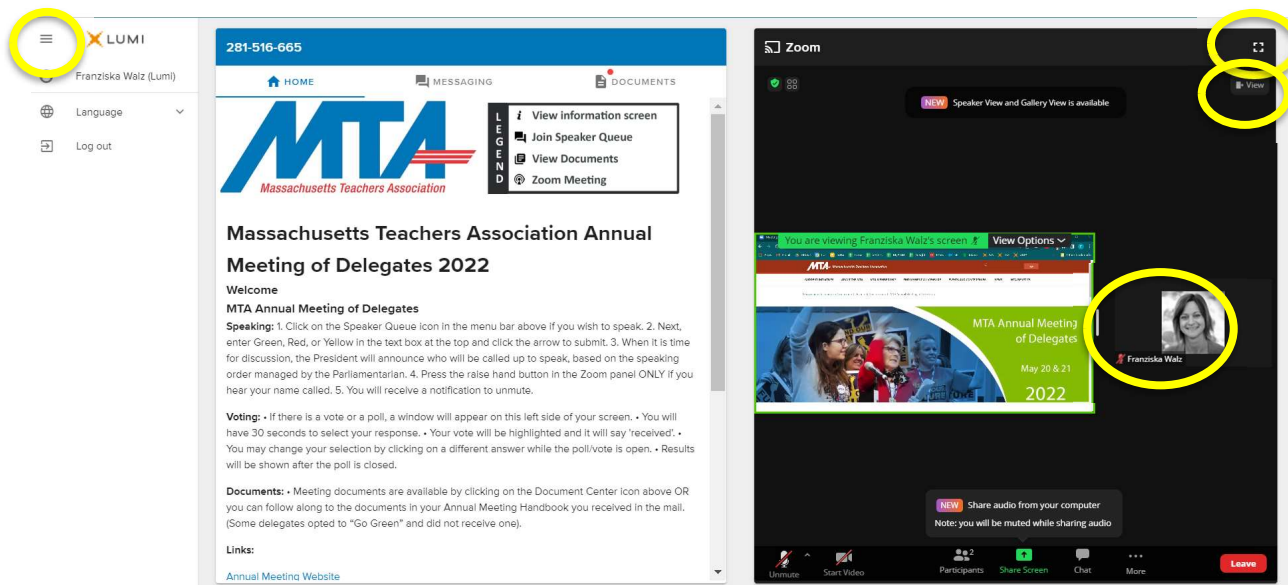 LUMI
Franziska Walz (Lumi)
Language
Log out
281-516-665
HOME
MESSAGING
DOCUMENTS
MTA
Massachusetts Teachers Association
LEGEND
i View information screen
Join Speaker Queue
View Documents
Zoom Meeting
Massachusetts Teachers Association Annual
Meeting of Delegates 2022
Welcome
MTA Annual Meeting of Delegates
Speaking: 1. Click on the Speaker Queue icon in the menu bar above if you wish to speak. 2. Next,
enter Green, Red, or Yellow in the text box at the top and click the arrow to submit. 3. When it is time
for discussion, the President will announce who will be called up to speak, based on the speaking
order managed by the Parliamentarian. 4. Press the raise hand button in the Zoom panel ONLY if you
hear your name called. 5. You will receive a notification to unmute.
Voting: • If there is a vote or a poll, a window will appear on this left side of your screen. • You will
have 30 seconds to select your response. • Your vote will be highlighted and it will say 'received'. •
You may change your selection by clicking on a different answer while the poll/vote is open. • Results
will be shown after the poll is closed.
Documents: • Meeting documents are available by clicking on the Document Center icon above OR
you can follow along to the documents in your Annual Meeting Handbook you received in the mail.
(Some delegates opted to "Go Green" and did not receive one).
Links:
Annual Meeting Website
Zoom
View
NEW Speaker View and Gallery View is available
You are viewing Franziska Walz's screen
View Options
MTA
MTA Annual Meeting
of Delegates
May 20 & 21
2022
Franziska Walz
NEW Share audio from your computer
Note: you will be muted while sharing audio
Unmute
Start Video
2
Participants
Share Screen
Chat
More
Leave